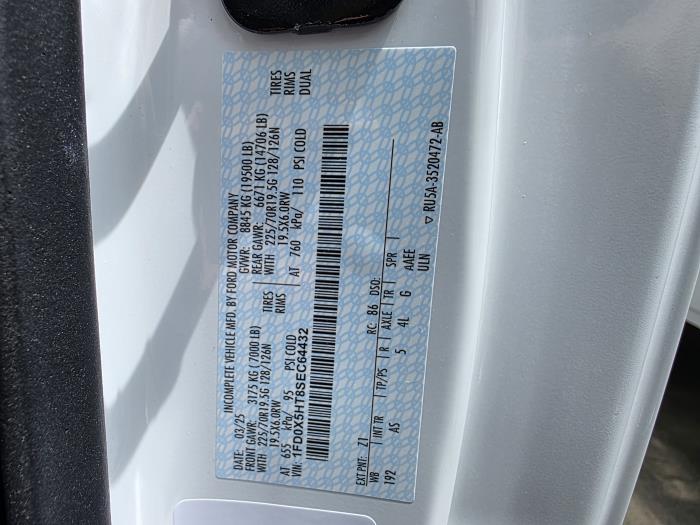 INCOMPLETE VEHICLE MFD. BY FORD MOTOR COMPANY
DATE: 03/25 GVWR: 8845 KG (19500 LB)
FRONT GAWR: 3175 KG (7000 LB) REAR GAWR: 6671 KG (14706 LB)
WITH 225/70R19.5G 128/126N TIRES WITH 225/70R19.5G 128/126N TIRES
19.5X6.0RW RIMS 19.5X6.0RW RIMS
AT 655 kPa/ 95 PSI COLD AT 760 kPa/ 110 PSI COLD DUAL
VIN: 1FD0X5HT8SEC64432
EXT PNT: Z1 RC: 86 DSO:
WB INT TR TP/PS R AXLE TR SPR
192 AS 5 4L G AAEE
ULN
▽ RU5A-3520472-AB